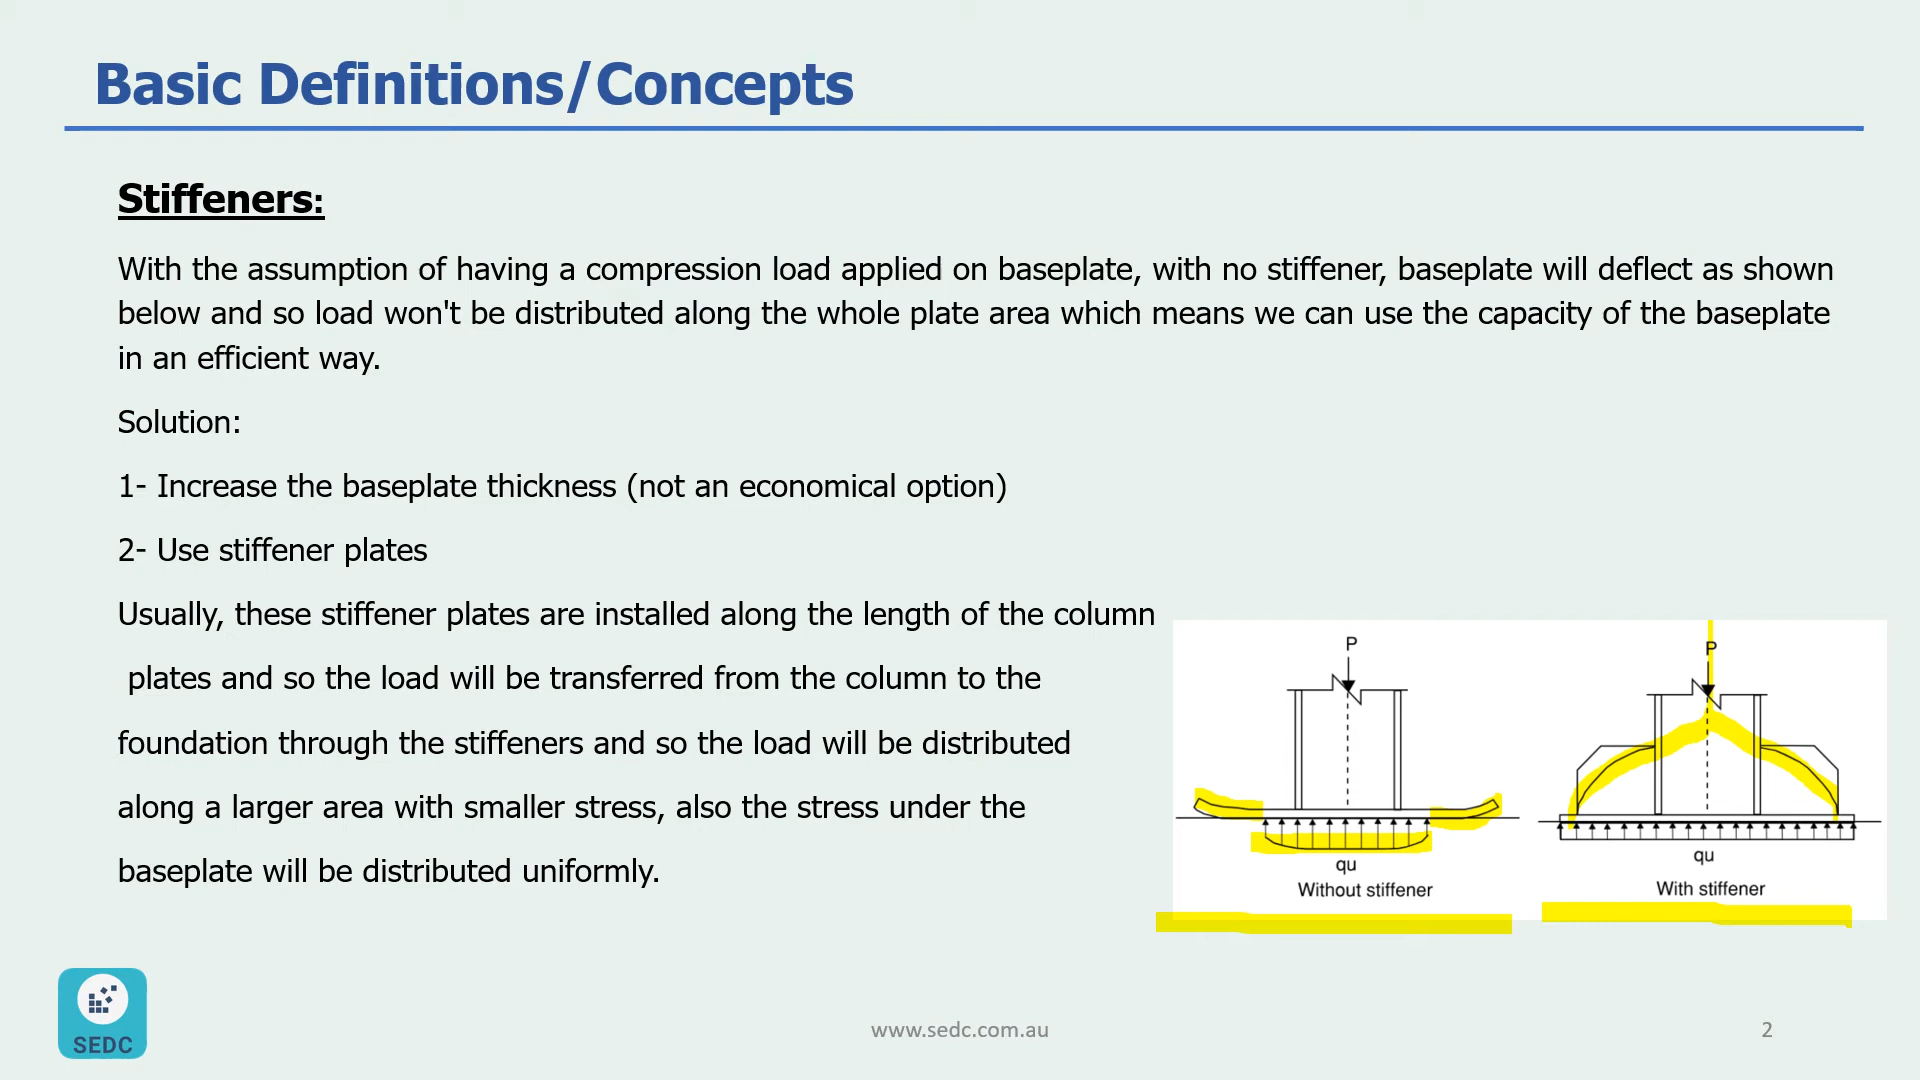 Basic Definitions/Concepts
Stiffeners:
With the assumption of having a compression load applied on baseplate, with no stiffener, baseplate will deflect as shown
below and so load won't be distributed along the whole plate area which means we can use the capacity of the baseplate
in an efficient way.
Solution:
1- Increase the baseplate thickness (not an economical option)
2- Use stiffener plates
Usually, these stiffener plates are installed along the length of the column
plates and so the load will be transferred from the column to the
foundation through the stiffeners and so the load will be distributed
along a larger area with smaller stress, also the stress under the
baseplate will be distributed uniformly.
P
qu
Without stiffener
P
qu
With stiffener
SEDC
www.sedc.com.au
2